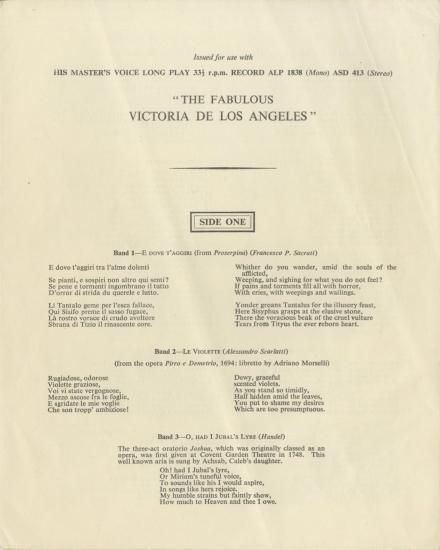 Issued for use with
HIS MASTER'S VOICE LONG PLAY 33⅓ r.p.m. RECORD ALP 1838 (Mono) ASD 413 (Stereo)
"THE FABULOUS
VICTORIA DE LOS ANGELES"
SIDE ONE
Band 1—E DOVE T'AGGIRI (from Proserpina) (Francesco P. Sacrati)
E dovo t'aggiri tra l'alme dolenti
Se pianti, e sospiri non altro qui senti?
Se pene e tormenti ingombrano il tutto
D'orror di strida du querele e lutto.
Li Tantalo geme per l'esca fallace,
Qui Sisifo preme il sasso fugace,
Là rostro vorace di crudo avoltore
Sbrana di Tizio il rinascente core.
Whither do you wander, amid the souls of the
afflicted,
Weeping, and sighing for what you do not feel?
If pains and torments fill all with horror,
With cries, with weepings and wailings.
Yonder groans Tantalus for the illusory feast,
Here Sisyphus grasps at the elusive stone,
There the voracious beak of the cruel vulture
Tears from Tityus the ever reborn heart.
Band 2—LE VIOLETTE (Alessandro Scarlatti)
(from the opera Pirro e Demetrio, 1694: libretto by Adriano Morselli)
Rugiadose, odorose
Violette graziose,
Voi vi state vergognose,
Mezzo ascose fra le foglie,
E sgridate le mie voglie
Che son tropp' ambiziose!
Dewy, graceful
scented violets,
As you stand so timidly,
Half hidden amid the leaves,
You put to shame my desires
Which are too presumptuous.
Band 3—O, HAD I JUBAL'S LYRE (Handel)
The three-act oratorio Joshua, which was originally classed as an
opera, was first given at Covent Garden Theatre in 1748. This
well known aria is sung by Achsah, Caleb's daughter.
Oh! had I Jubal's lyre,
Or Miriam's tuneful voice,
To sounds like his I would aspire,
In songs like hers rejoice.
My humble strains but faintly show,
How much to Heaven and thee I owe.